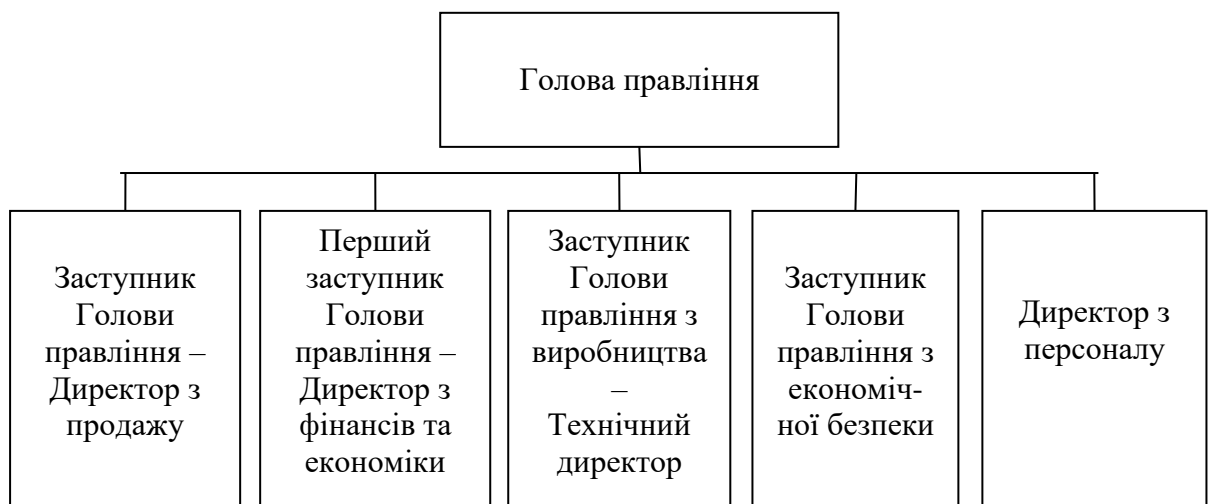 Голова правління
Заступник
Голови
правління –
Директор з
продажу
Перший
заступник
Голови
правління –
Директор з
фінансів та
економіки
Заступник
Голови
правління з
виробництва
–
Технічний
директор
Заступник
Голови
правління з
економіч-
ної безпеки
Директор з
персоналу